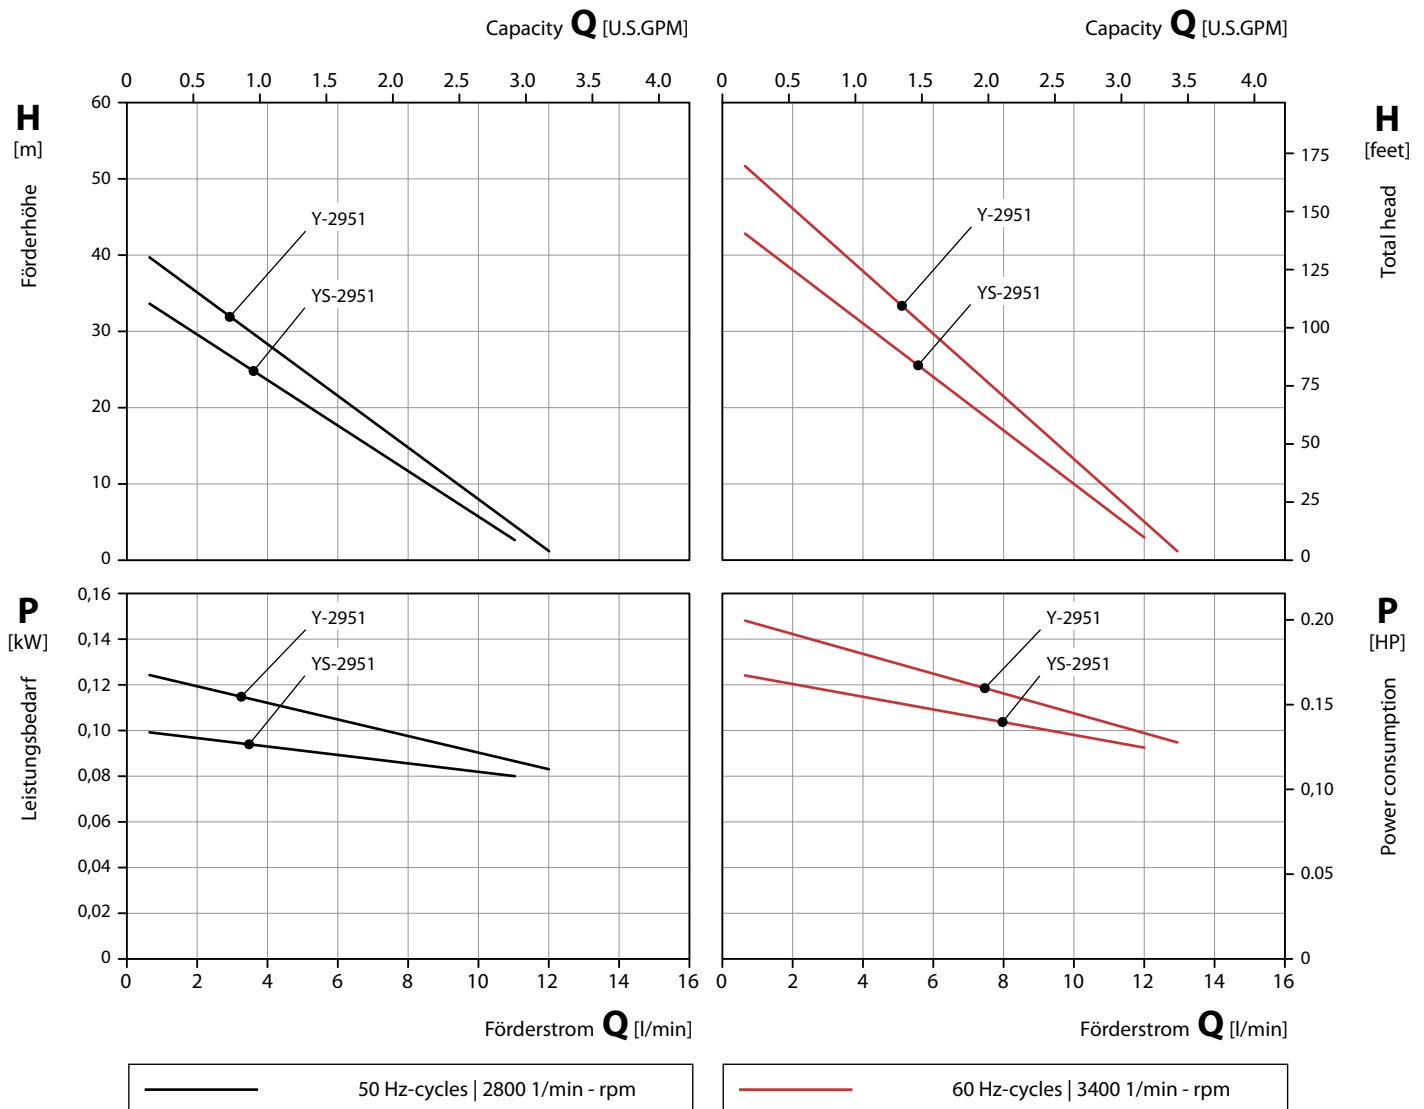 Capacity Q [U.S.GPM]
Capacity Q [U.S.GPM]
0 0.5 1.0 1.5 2.0 2.5 3.0 3.5 4.0
0 0.5 1.0 1.5 2.0 2.5 3.0 3.5 4.0
H
[m]
Förderhöhe
60
50
40
30
20
10
0
Y-2951
YS-2951
Y-2951
YS-2951
175
150
125
100
75
50
25
0
H
[feet]
Total head
P
[kW]
Leistungsbedarf
0,16
0,14
0,12
0,10
0,08
0,06
0,04
0,02
0
Y-2951
YS-2951
Y-2951
YS-2951
0.20
0.15
0,10
0.05
0
P
[HP]
Power consumption
0 2 4 6 8 10 12 14 16
0 2 4 6 8 10 12 14 16
Förderstrom Q [l/min]
Förderstrom Q [l/min]
50 Hz-cycles | 2800 1/min - rpm
60 Hz-cycles | 3400 1/min - rpm